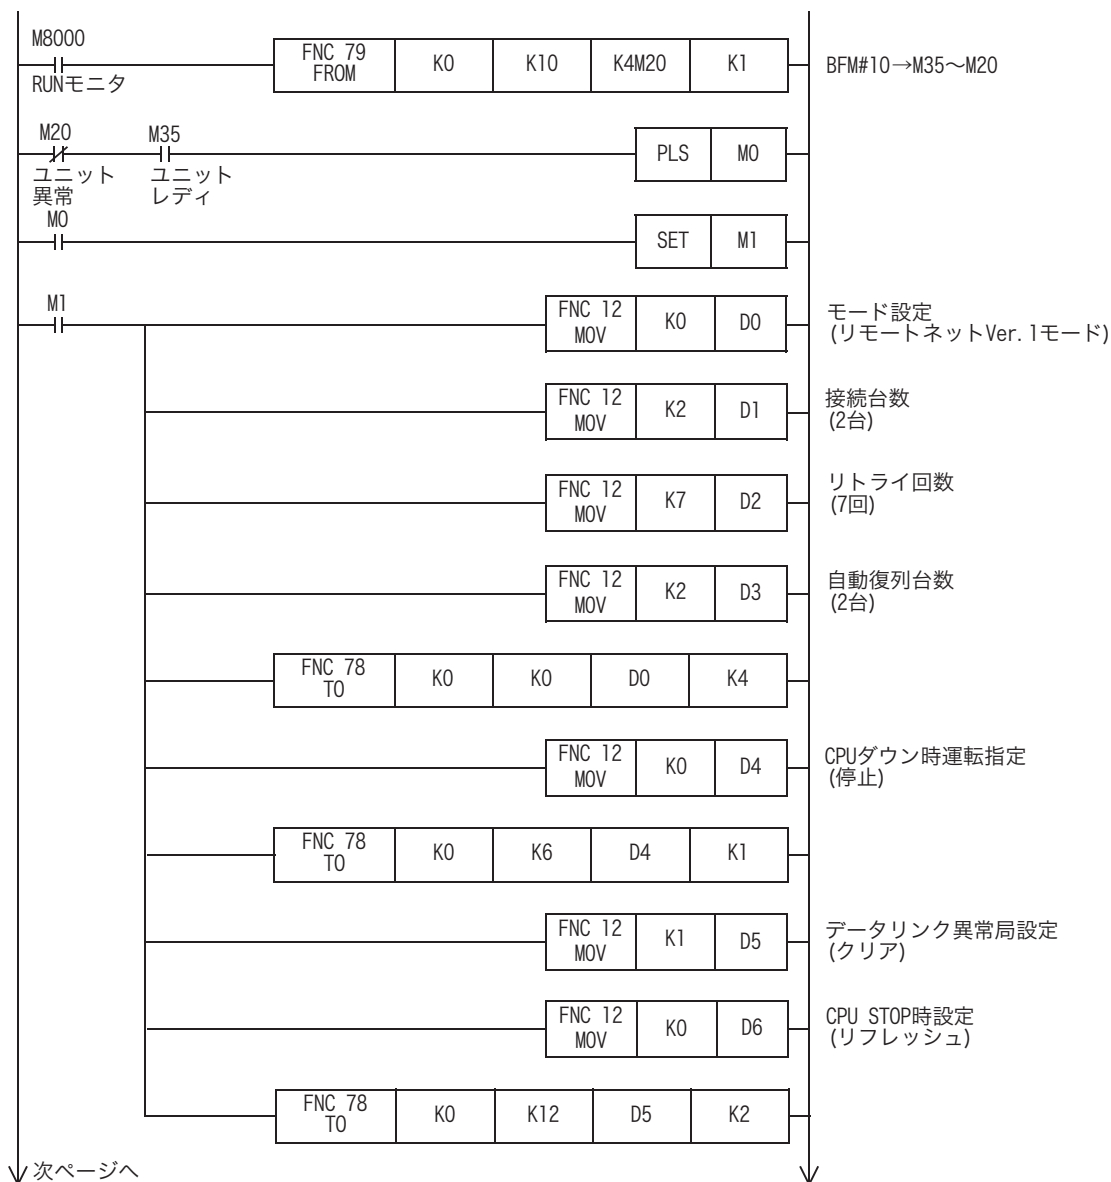 M8000
RUNモニタ
FNC 79
FROM
K0
K10
K4M20
K1
BFM#10→M35～M20
M20
ユニット
異常
M35
ユニット
レディ
PLS
M0
M0
SET
M1
M1
FNC 12
MOV
K0
D0
モード設定
(リモートネットVer.1モード)
FNC 12
MOV
K2
D1
接続台数
(2台)
FNC 12
MOV
K7
D2
リトライ回数
(7回)
FNC 12
MOV
K2
D3
自動復列台数
(2台)
FNC 78
TO
K0
K0
D0
K4
FNC 12
MOV
K0
D4
CPUダウン時運転指定
(停止)
FNC 78
TO
K0
K6
D4
K1
FNC 12
MOV
K1
D5
データリンク異常局設定
(クリア)
FNC 12
MOV
K0
D6
CPU STOP時設定
(リフレッシュ)
FNC 78
TO
K0
K12
D5
K2
次ページへ